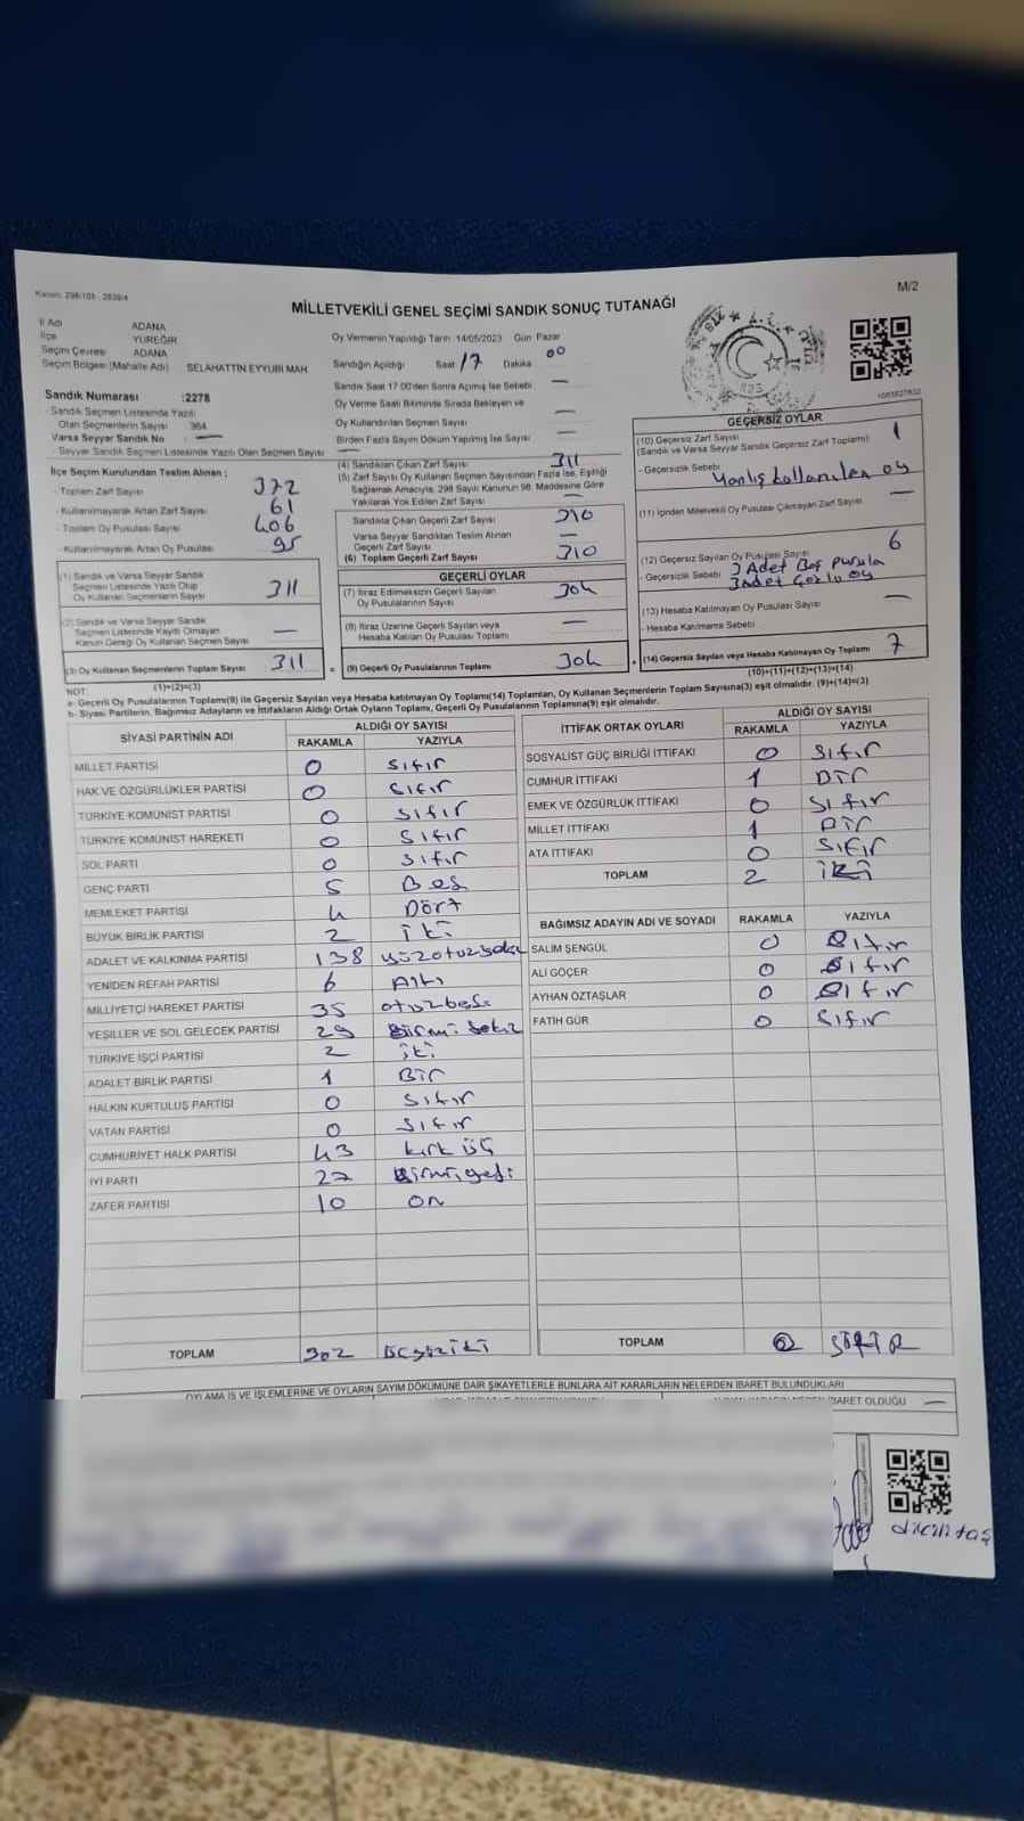 Kanun: 298/105 - 2839/4
M/2
MİLLETVEKİLİ GENEL SEÇİMİ SANDIK SONUÇ TUTANAĞI
İl Adı ADANA
İlçe YÜREĞİR
Seçim Çevresi ADANA
Seçim Bölgesi (Mahalle Adı) SELAHATTİN EYYUBİ MAH
Sandık Numarası :2278
- Sandık Seçmen Listesinde Yazılı
Olan Seçmenlerin Sayısı 364
Varsa Seyyar Sandık No —
- Seyyar Sandık Seçmen Listesinde Yazılı Olan Seçmen Sayısı —
İlçe Seçim Kurulundan Teslim Alınan :
- Toplam Zarf Sayısı 372
- Kullanılmayarak Artan Zarf Sayısı 61
- Toplam Oy Pusulası Sayısı 406
- Kullanılmayarak Artan Oy Pusulası 95
(1) Sandık ve Varsa Seyyar Sandık
Seçmen Listesinde Yazılı Olup
Oy Kullanan Seçmenlerin Sayısı 311
(2) Sandık ve Varsa Seyyar Sandık
Seçmen Listesinde Kayıtlı Olmayan
Kanun Gereği Oy Kullanan Seçmen Sayısı —
(3) Oy Kullanan Seçmenlerin Toplam Sayısı 311
(1)+(2)=(3)
Oy Vermenin Yapıldığı Tarih 14/05/2023 Gün Pazar
Sandığın Açıldığı Saat 17 Dakika 00
Sandık Saat 17.00'den Sonra Açılmış İse Sebebi —
Oy Verme Saati Bitiminde Sırada Bekleyen ve
Oy Kullandırılan Seçmen Sayısı —
Birden Fazla Sayım Döküm Yapılmış İse Sayısı —
(4) Sandıktan Çıkan Zarf Sayısı 311
(5) Zarf Sayısı Oy Kullanan Seçmen Sayısından Fazla İse, Eşitliği
Sağlamak Amacıyla, 298 Sayılı Kanunun 98. Maddesine Göre
Yakılarak Yok Edilen Zarf Sayısı —
Sandıkta Çıkan Geçerli Zarf Sayısı 310
Varsa Seyyar Sandıktan Teslim Alınan
Geçerli Zarf Sayısı —
(6) Toplam Geçerli Zarf Sayısı 310
GEÇERLİ OYLAR
(7) İtiraz Edilmeksizin Geçerli Sayılan
Oy Pusulalarının Sayısı 304
(8) İtiraz Üzerine Geçerli Sayılan veya
Hesaba Katılan Oy Pusulası Toplamı —
= (9) Geçerli Oy Pusulalarının Toplamı 304
GEÇERSİZ OYLAR
(10) Geçersiz Zarf Sayısı 1
(Sandık ve Varsa Seyyar Sandık Geçersiz Zarf Toplamı)
- Geçersizlik Sebebi Yanlış kullanılan oy
(11) İçinden Milletvekili Oy Pusulası Çıkmayan Zarf Sayısı —
(12) Geçersiz Sayılan Oy Pusulası Sayısı 6
- Geçersizlik Sebebi 3 Adet Boş Pusula
3 adet Çoklu oy
(13) Hesaba Katılmayan Oy Pusulası Sayısı —
- Hesaba Katılmama Sebebi
+ (14) Geçersiz Sayılan veya Hesaba Katılmayan Oy Toplamı 7
(10)+(11)+(12)+(13)=(14)
NOT:
a- Geçerli Oy Pusulalarının Toplamı(9) ile Geçersiz Sayılan veya Hesaba katılmayan Oy Toplamı(14) Toplamları, Oy Kullanan Seçmenlerin Toplam Sayısına(3) eşit olmalıdır. (9)+(14)=(3)
b- Siyasi Partilerin, Bağımsız Adayların ve İttifakların Aldığı Ortak Oyların Toplamı, Geçerli Oy Pusulalarının Toplamına(9) eşit olmalıdır.
SİYASİ PARTİNİN ADI ALDIĞI OY SAYISI
RAKAMLA YAZIYLA
MİLLET PARTİSİ 0 sıfır
HAK VE ÖZGÜRLÜKLER PARTİSİ 0 sıfır
TÜRKİYE KOMÜNİST PARTİSİ 0 sıfır
TÜRKİYE KOMÜNİST HAREKETİ 0 sıfır
SOL PARTİ 0 sıfır
GENÇ PARTİ 5 Beş
MEMLEKET PARTİSİ 4 Dört
BÜYÜK BİRLİK PARTİSİ 2 iki
ADALET VE KALKINMA PARTİSİ 138 yüzotuzsekiz
YENİDEN REFAH PARTİSİ 6 Altı
MİLLİYETÇİ HAREKET PARTİSİ 35 otuzbeş
YEŞİLLER VE SOL GELECEK PARTİSİ 29
TÜRKİYE İŞÇİ PARTİSİ 2 iki
ADALET BİRLİK PARTİSİ 1 Bir
HALKIN KURTULUŞ PARTİSİ 0 sıfır
VATAN PARTİSİ 0 sıfır
CUMHURİYET HALK PARTİSİ 43 kırk üç
İYİ PARTİ 27 yirmiyedi
ZAFER PARTİSİ 10 on
TOPLAM 302 üçyüziki
İTTİFAK ORTAK OYLARI ALDIĞI OY SAYISI
RAKAMLA YAZIYLA
SOSYALİST GÜÇ BİRLİĞİ İTTİFAKI 0 sıfır
CUMHUR İTTİFAKI 1 Bir
EMEK VE ÖZGÜRLÜK İTTİFAKI 0 sıfır
MİLLET İTTİFAKI 1 Bir
ATA İTTİFAKI 0 sıfır
TOPLAM 2 iki
BAĞIMSIZ ADAYIN ADI VE SOYADI RAKAMLA YAZIYLA
SALİM ŞENGÜL 0 sıfır
ALİ GÖÇER 0 sıfır
AYHAN ÖZTAŞLAR 0 sıfır
FATİH GÜR 0 sıfır
TOPLAM 0 SIFIR
OYLAMA İŞ VE İŞLEMLERİNE VE OYLARIN SAYIM DÖKÜMÜNE DAİR ŞİKAYETLERLE BUNLARA AİT KARARLARIN NELERDEN İBARET BULUNDUKLARI
İBARET OLDUĞU —